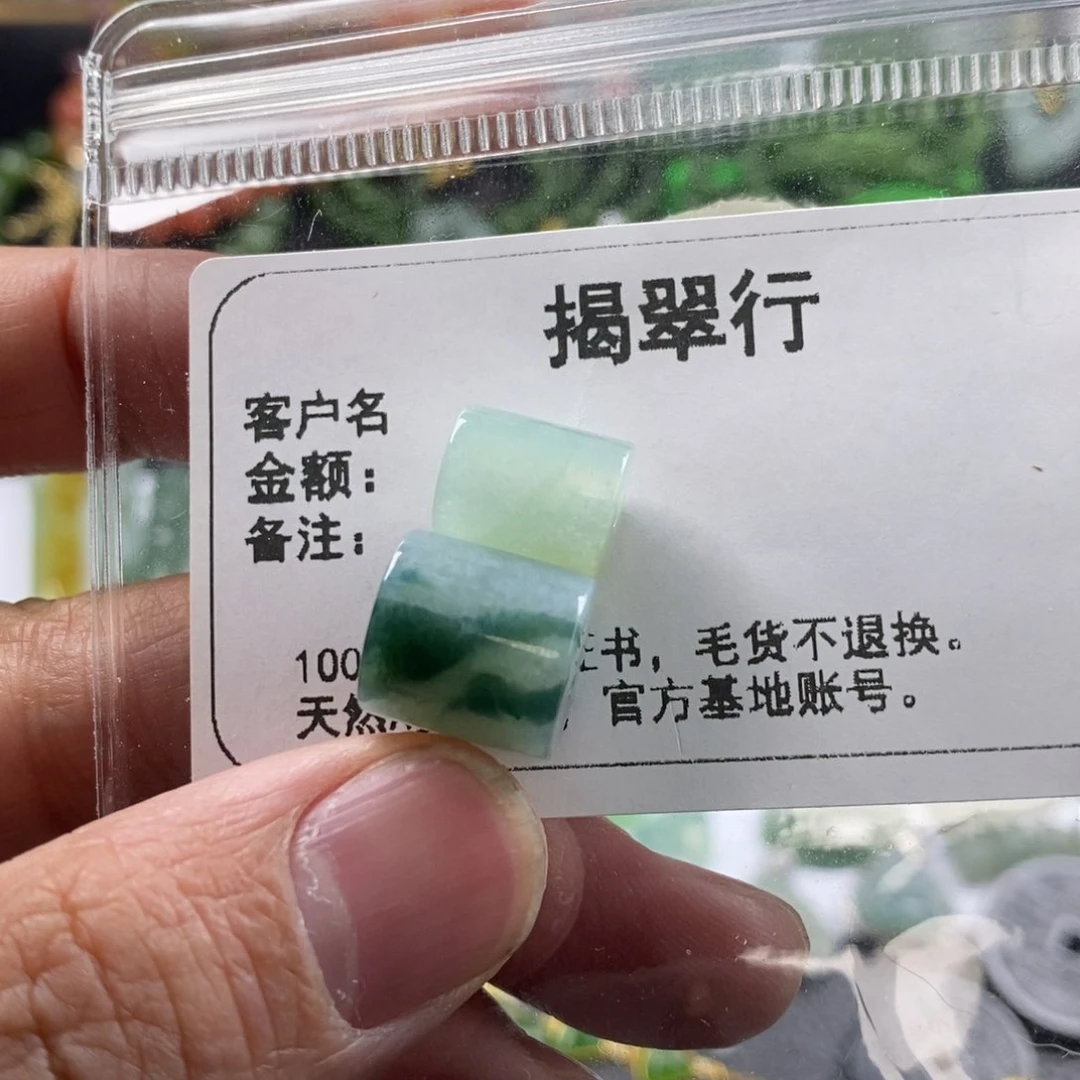 揭翠行
客户名
金额：
备注：
100 书，毛货不退换。
天然 ，官方基地账号。